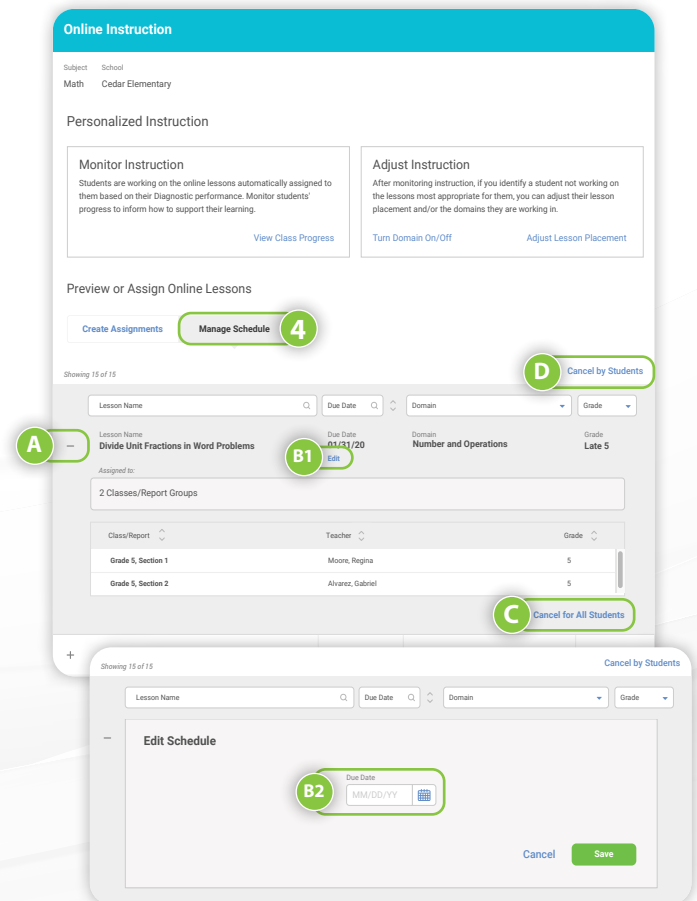 Online Instruction
Subject School
Math Cedar Elementary
Personalized Instruction
Monitor Instruction
Students are working on the online lessons automatically assigned to
them based on their Diagnostic performance. Monitor students'
progress to inform how to support their learning.
View Class Progress
Adjust Instruction
After monitoring instruction, if you identify a student not working on
the lessons most appropriate for them, you can adjust their lesson
placement and/or the domains they are working in.
Turn Domain On/Off Adjust Lesson Placement
Preview or Assign Online Lessons
Create Assignments Manage Schedule 4
Showing 15 of 15 D Cancel by Students
Lesson Name Due Date Domain Grade
A – Lesson Name Due Date Domain Grade
Divide Unit Fractions in Word Problems 01/31/20 Number and Operations Late 5
B1 Edit
Assigned to:
2 Classes/Report Groups
Class/Report Teacher Grade
Grade 5, Section 1 Moore, Regina 5
Grade 5, Section 2 Alvarez, Gabriel 5
C Cancel for All Students
+
Showing 15 of 15 Cancel by Students
Lesson Name Due Date Domain Grade
– Edit Schedule
Due Date
B2 MM/DD/YY
Cancel Save